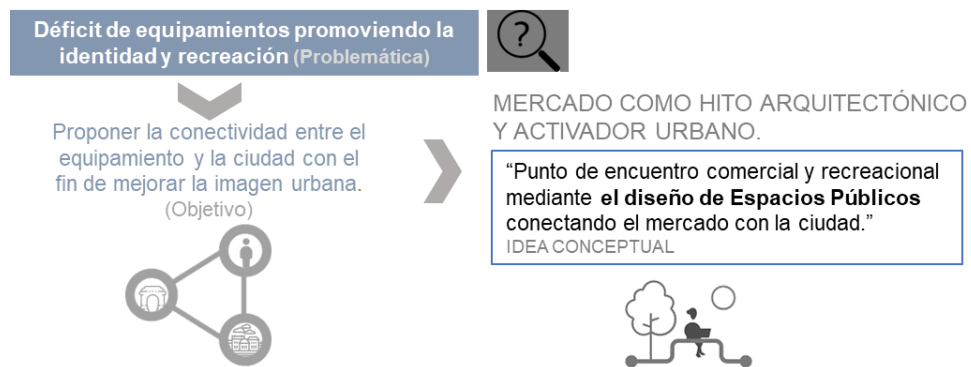 Déficit de equipamientos promoviendo la
identidad y recreación (Problemática)
Proponer la conectividad entre el
equipamiento y la ciudad con el
fin de mejorar la imagen urbana.
(Objetivo)
?
MERCADO COMO HITO ARQUITECTÓNICO
Y ACTIVADOR URBANO.
“Punto de encuentro comercial y recreacional
mediante el diseño de Espacios Públicos
conectando el mercado con la ciudad.”
IDEA CONCEPTUAL